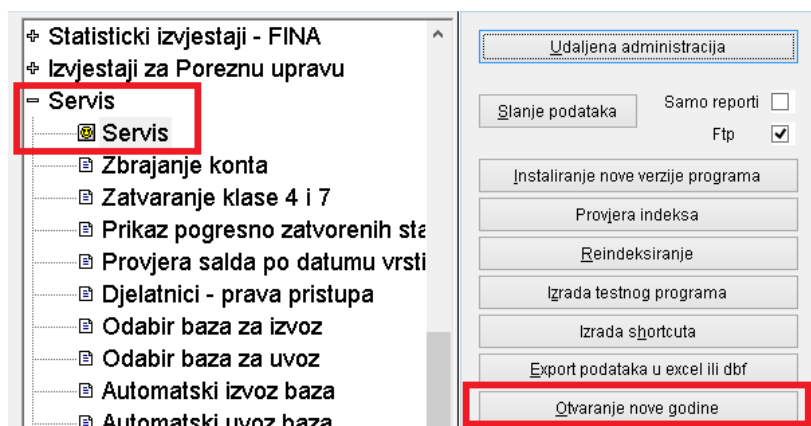 Statisticki izvjestaji - FINA
Izvjestaji za Poreznu upravu
Servis
Servis
Zbrajanje konta
Zatvaranje klase 4 i 7
Prikaz pogresno zatvorenih sta
Provjera salda po datumu vrsti
Djelatnici - prava pristupa
Odabir baza za izvoz
Odabir baza za uvoz
Automatski izvoz baza
Automatski uvoz baza
Udaljena administracija
Slanje podataka
Samo reporti
Ftp
Instaliranje nove verzije programa
Provjera indeksa
Reindeksiranje
Izrada testnog programa
Izrada shortcuta
Export podataka u excel ili dbf
Otvaranje nove godine